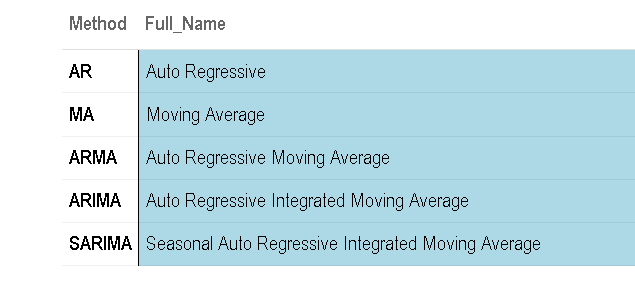 Method Full_Name
AR Auto Regressive
MA Moving Average
ARMA Auto Regressive Moving Average
ARIMA Auto Regressive Integrated Moving Average
SARIMA Seasonal Auto Regressive Integrated Moving Average